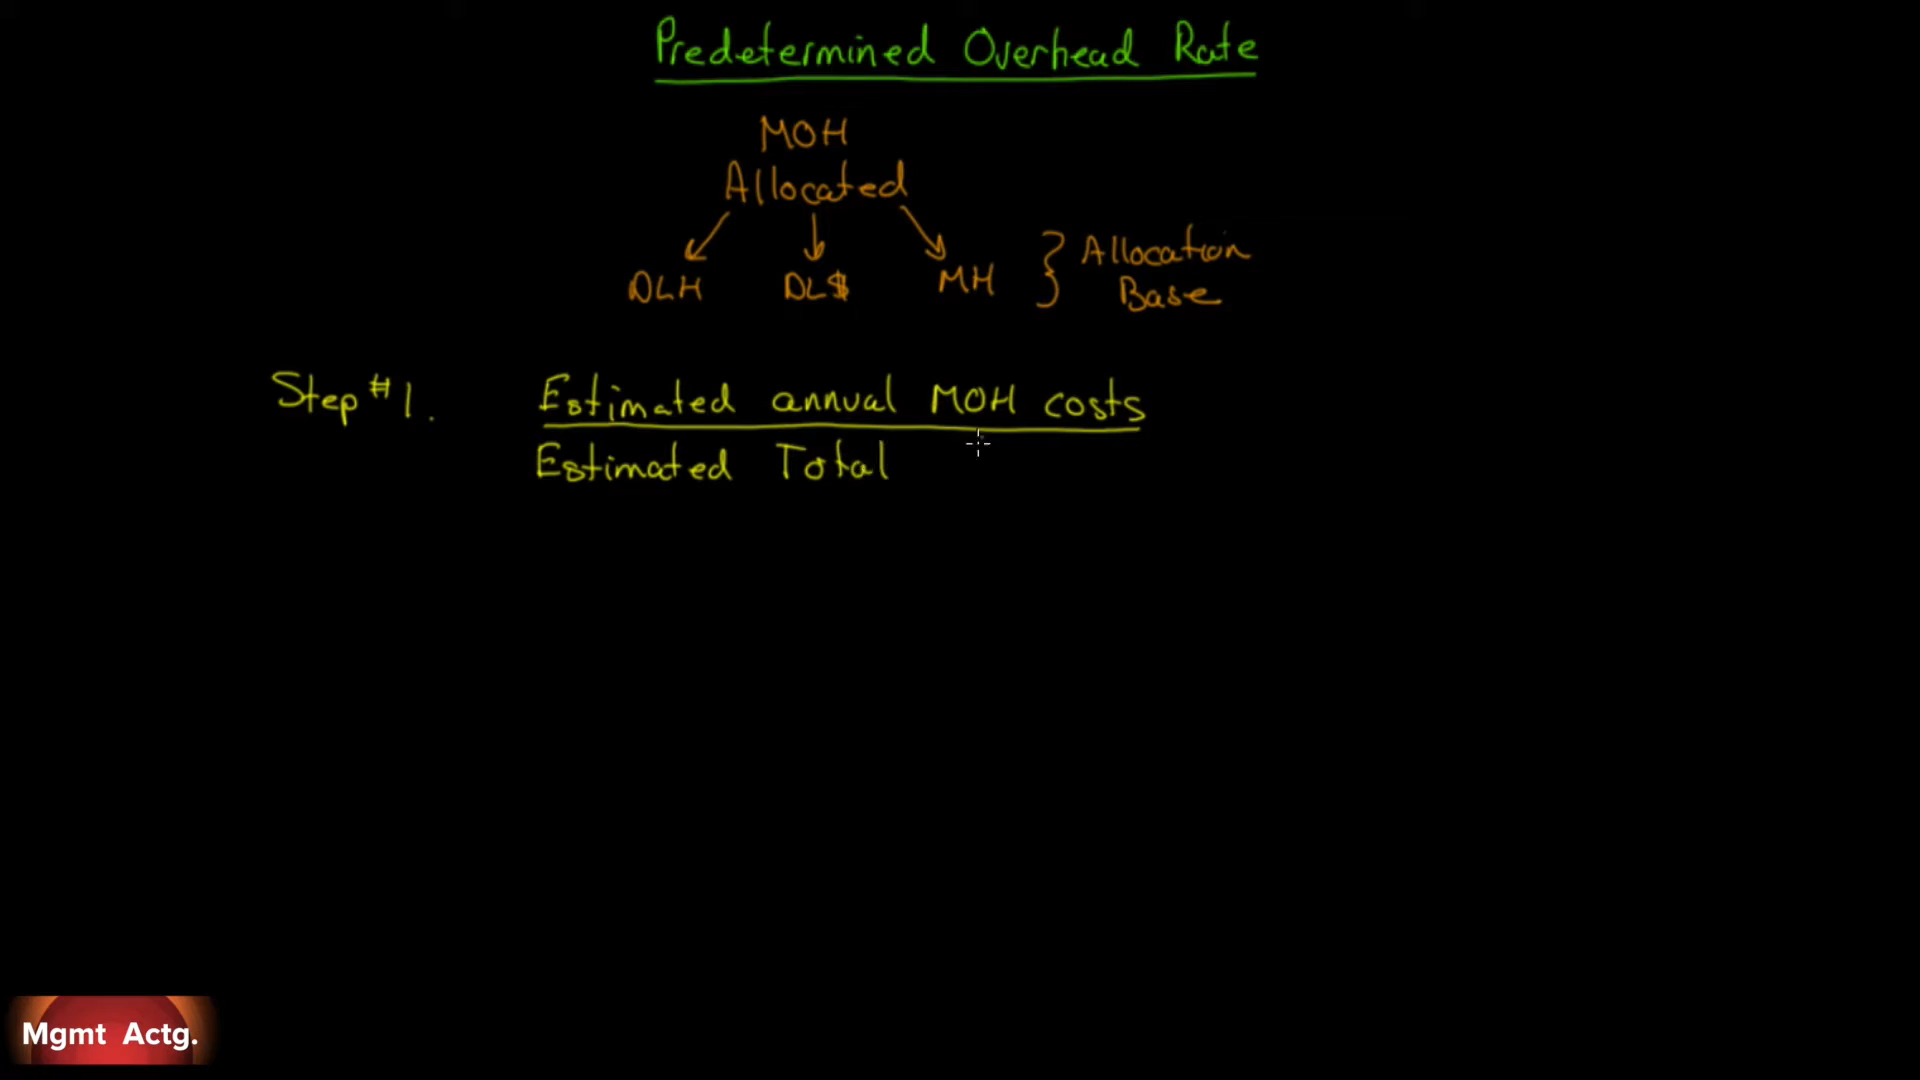 Predetermined Overhead Rate
MOH
Allocated
DLH DL$ MH } Allocation
Base
Step #1. Estimated annual MOH costs
Estimated Total
Mgmt Actg.